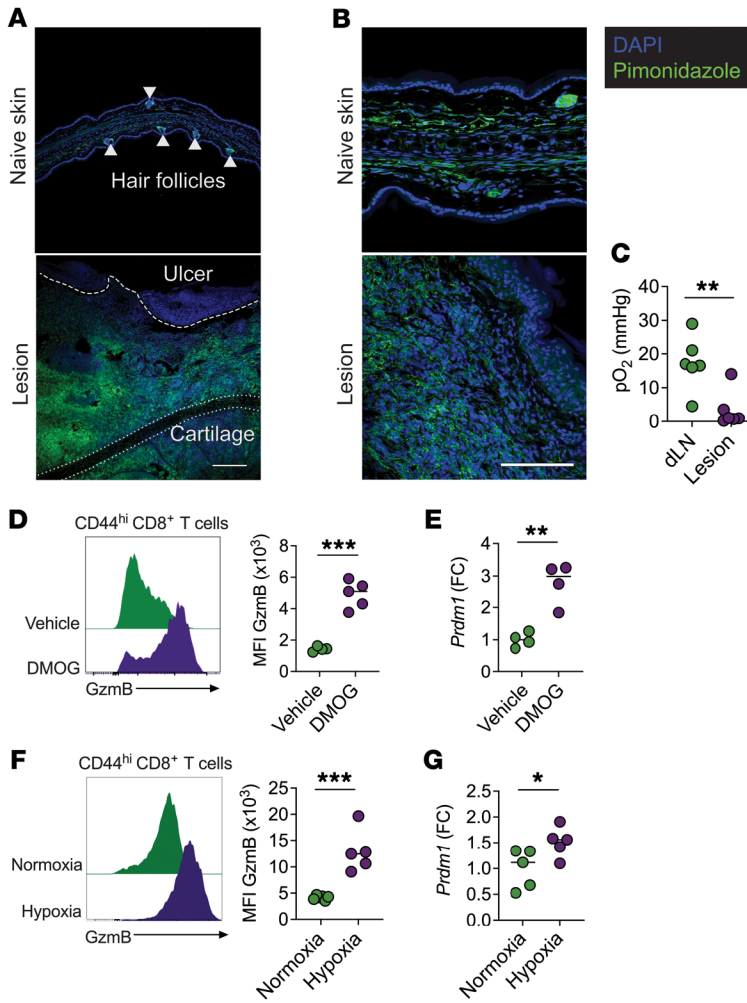 A
B
DAPI
Pimonidazole
Naive skin
Hair follicles
Naive skin
Ulcer
Lesion
Cartilage
Lesion
C
**
pO2 (mmHg)
40
30
20
10
0
dLN
Lesion
D
CD44hi CD8+ T cells
Vehicle
DMOG
GzmB
***
MFI GzmB (x103)
8
6
4
2
0
Vehicle
DMOG
E
**
Prdm1 (FC)
4
3
2
1
0
Vehicle
DMOG
F
CD44hi CD8+ T cells
Normoxia
Hypoxia
GzmB
***
MFI GzmB (x103)
25
20
15
10
5
0
Normoxia
Hypoxia
G
*
Prdm1 (FC)
2.5
2.0
1.5
1.0
0.5
0.0
Normoxia
Hypoxia